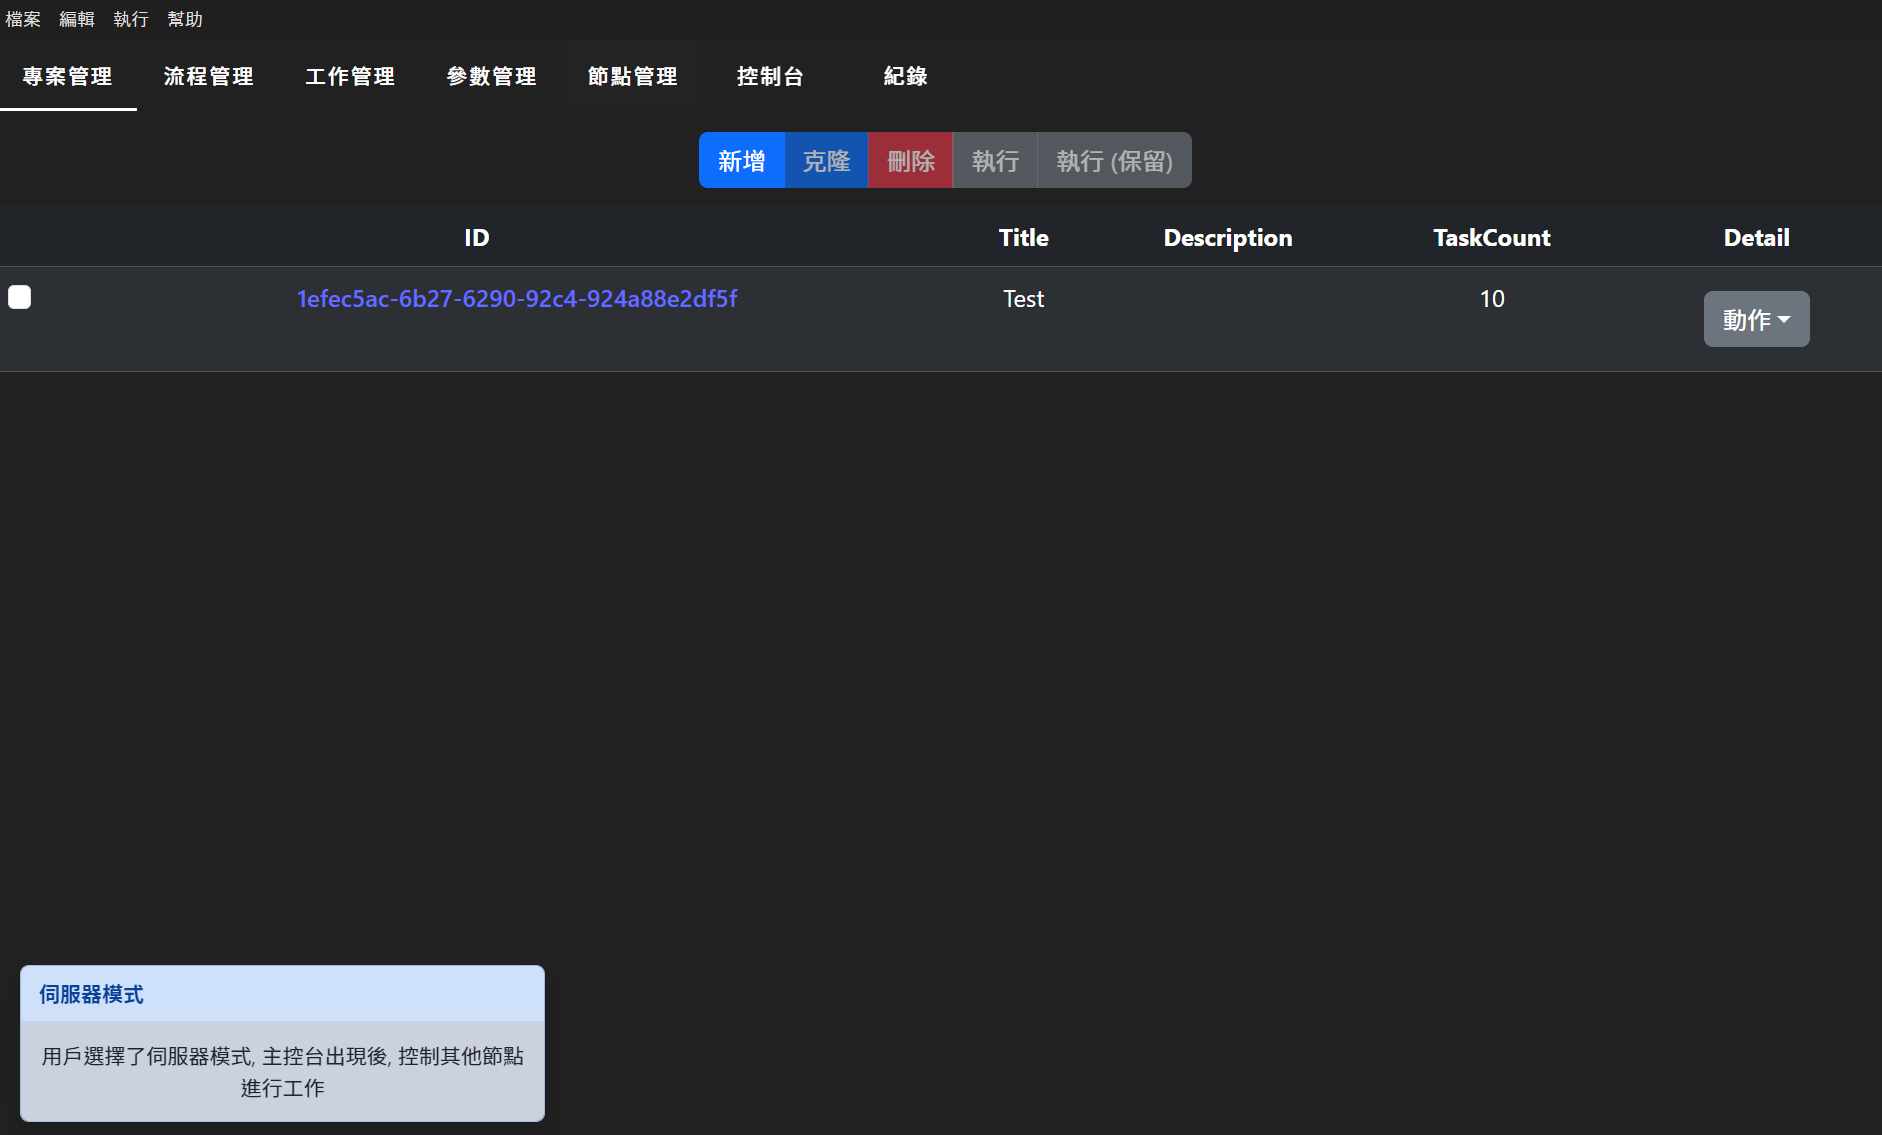 檔案 編輯 執行 幫助
專案管理 流程管理 工作管理 參數管理 節點管理 控制台 紀錄
新增 克隆 刪除 執行 執行 (保留)
ID Title Description TaskCount Detail
1efec5ac-6b27-6290-92c4-924a88e2df5f Test 10 動作
伺服器模式
用戶選擇了伺服器模式, 主控台出現後, 控制其他節點
進行工作